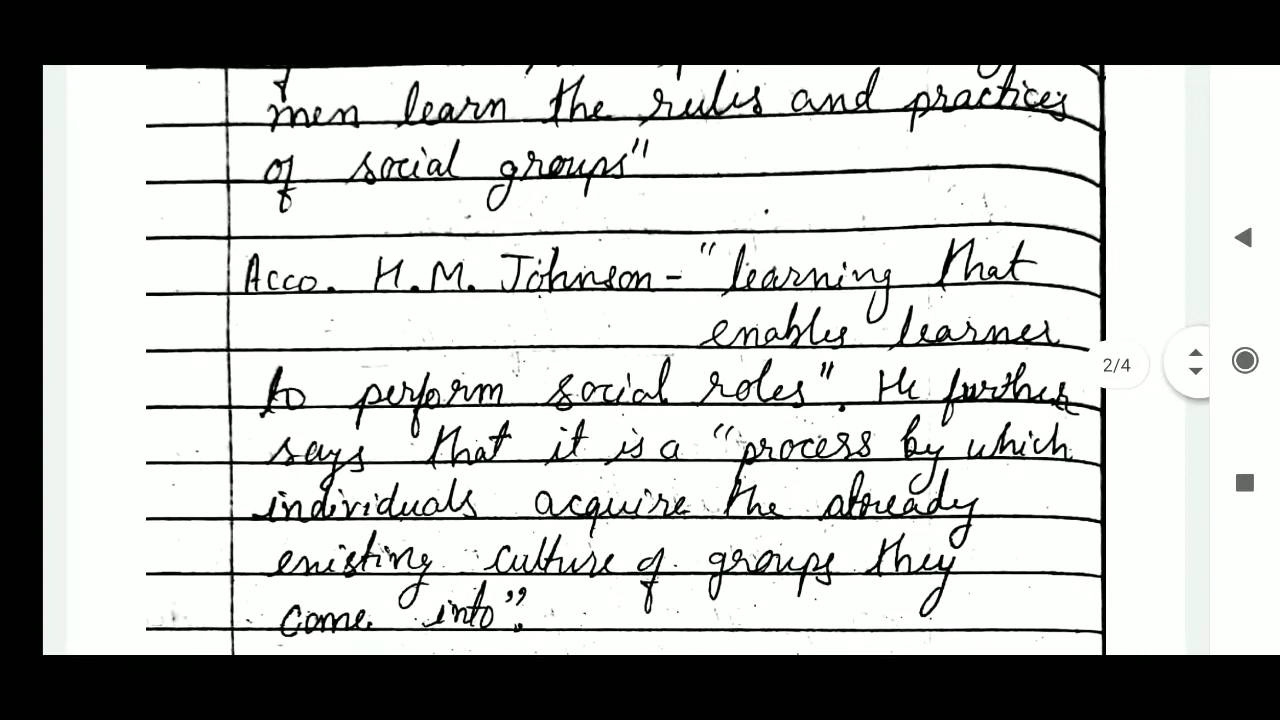 men learn the rules and practices
of social groups"
Acco. H.M. Johnson - "learning that
enables learner
to perform social roles". He further
says that it is a "process by which
individuals acquire the already
existing culture of groups they
come into".
2/4